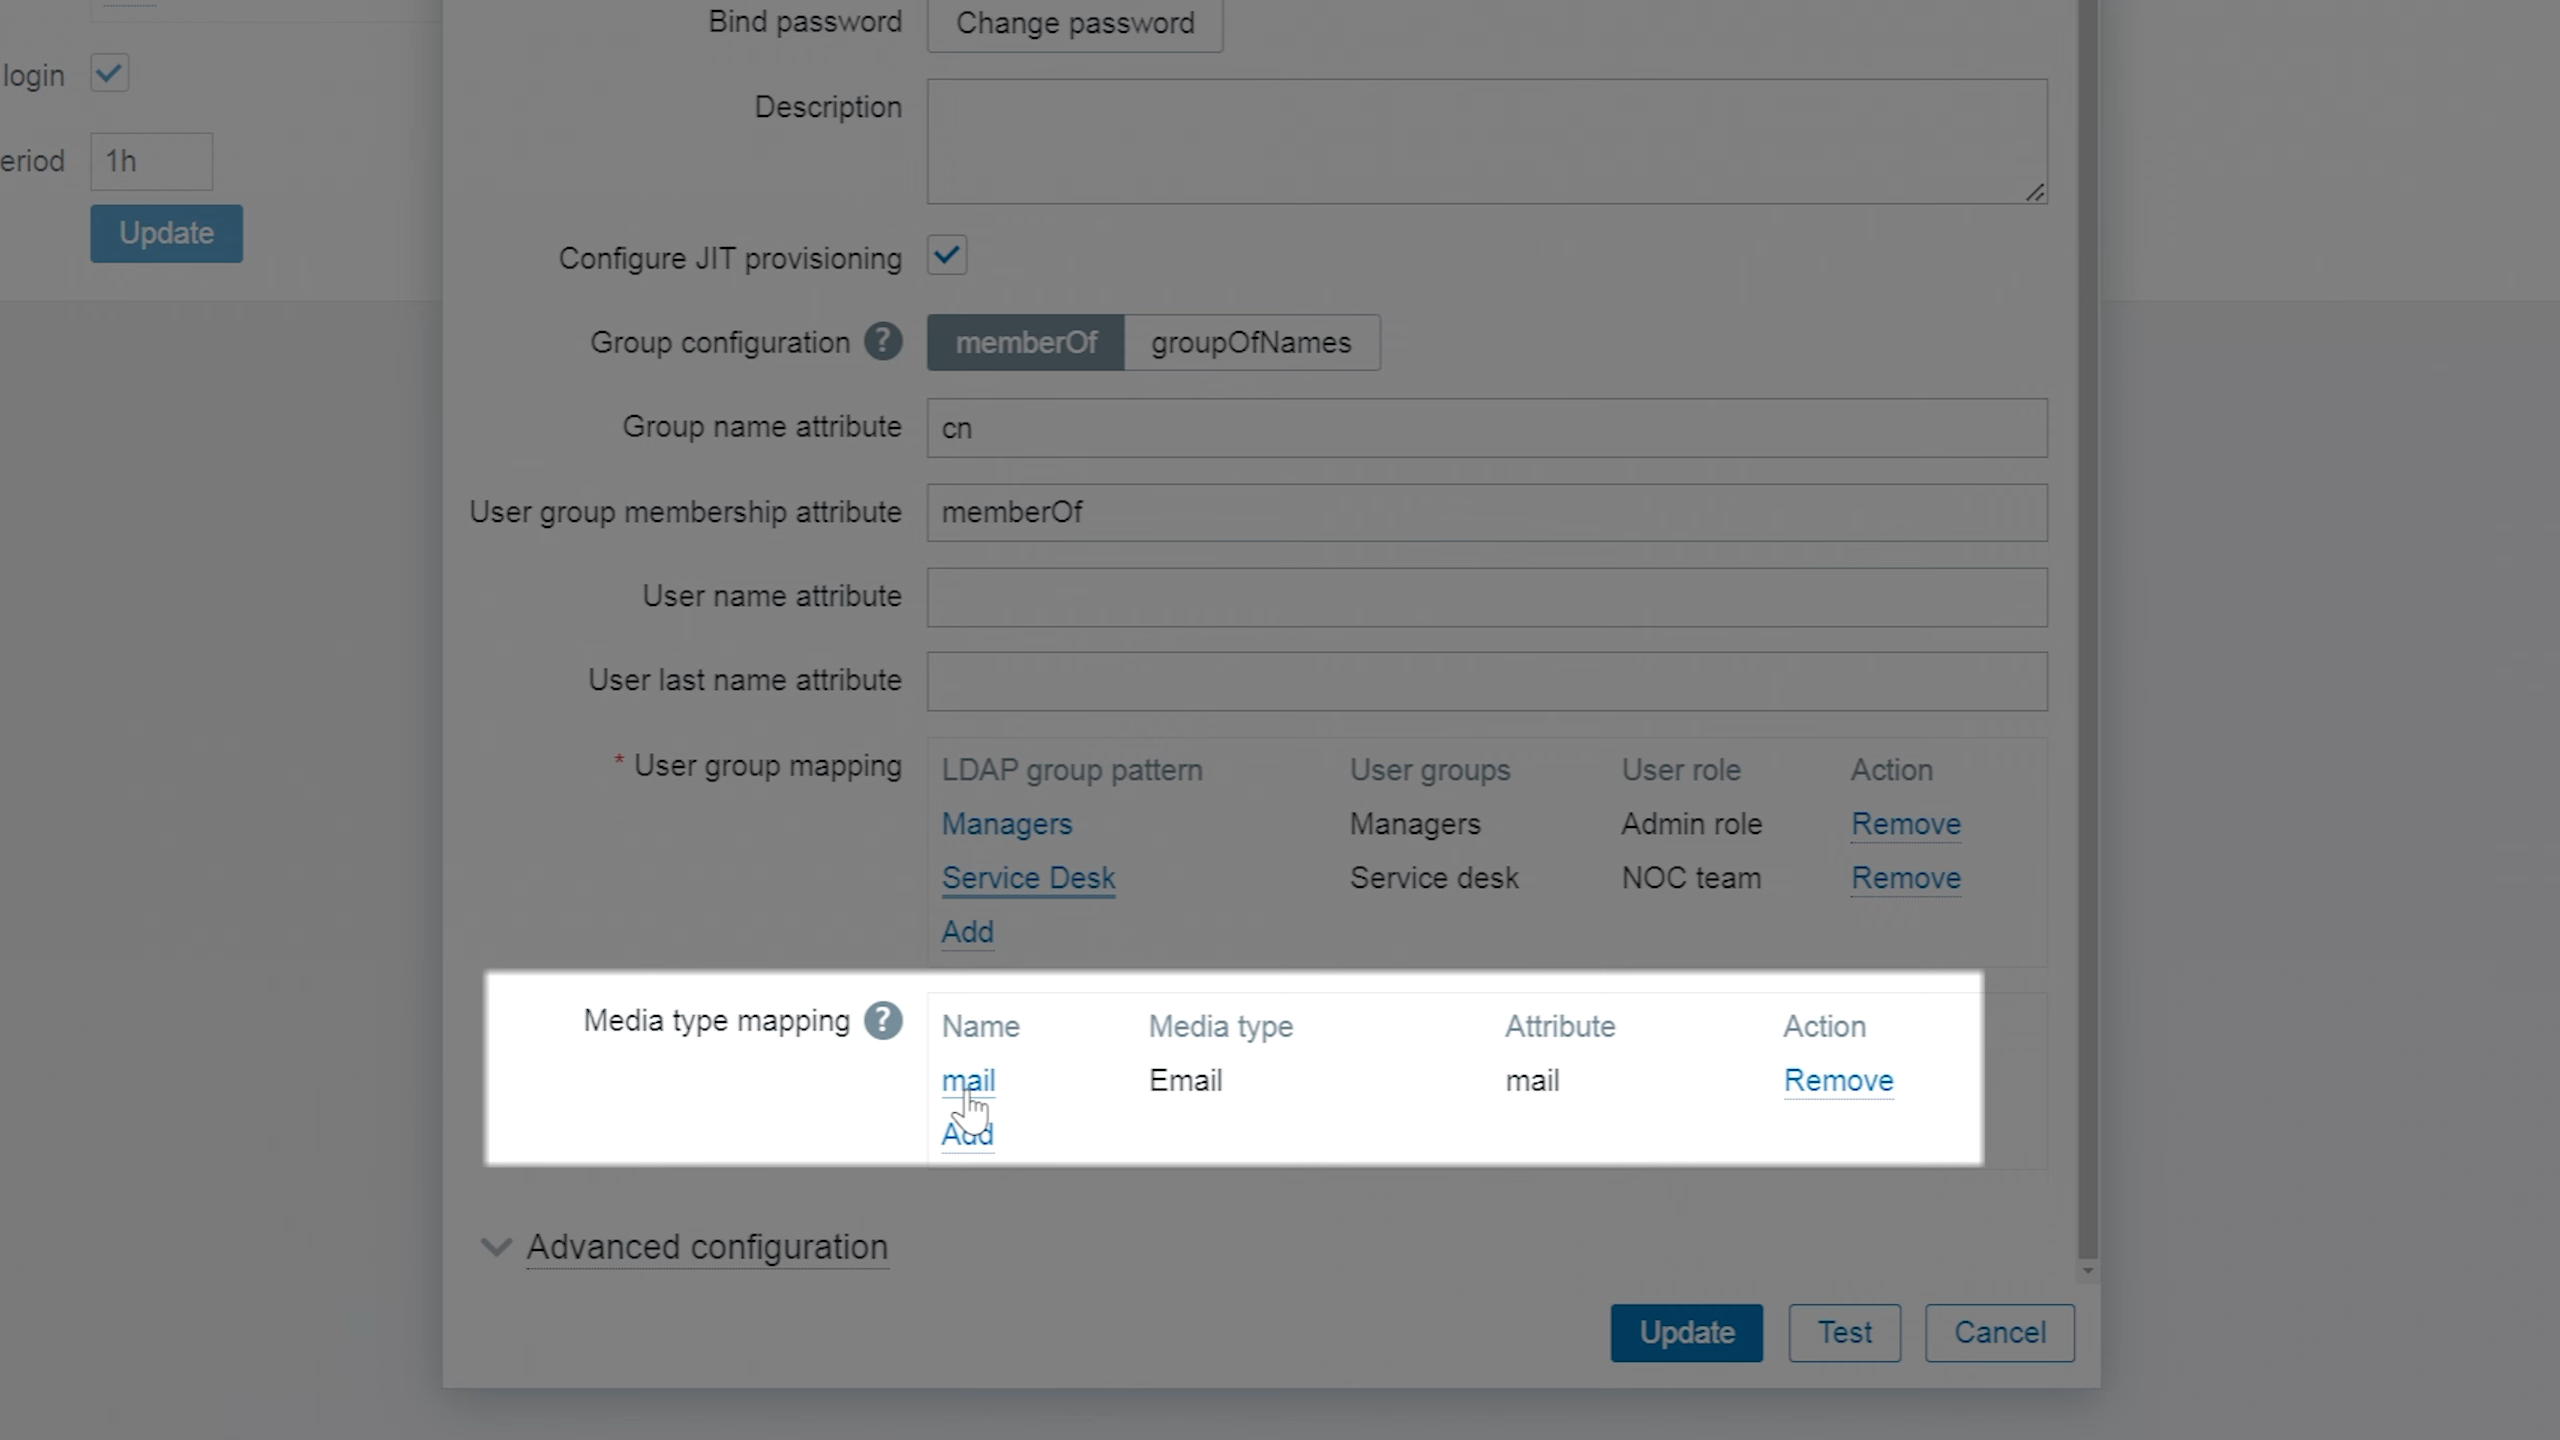 Bind password Change password
login
Description
eriod 1h
Update
Configure JIT provisioning
Group configuration ? memberOf groupOfNames
Group name attribute cn
User group membership attribute memberOf
User name attribute
User last name attribute
* User group mapping LDAP group pattern User groups User role Action
Managers Managers Admin role Remove
Service Desk Service desk NOC team Remove
Add
Media type mapping ? Name Media type Attribute Action
mail Email mail Remove
Add
Advanced configuration
Update Test Cancel